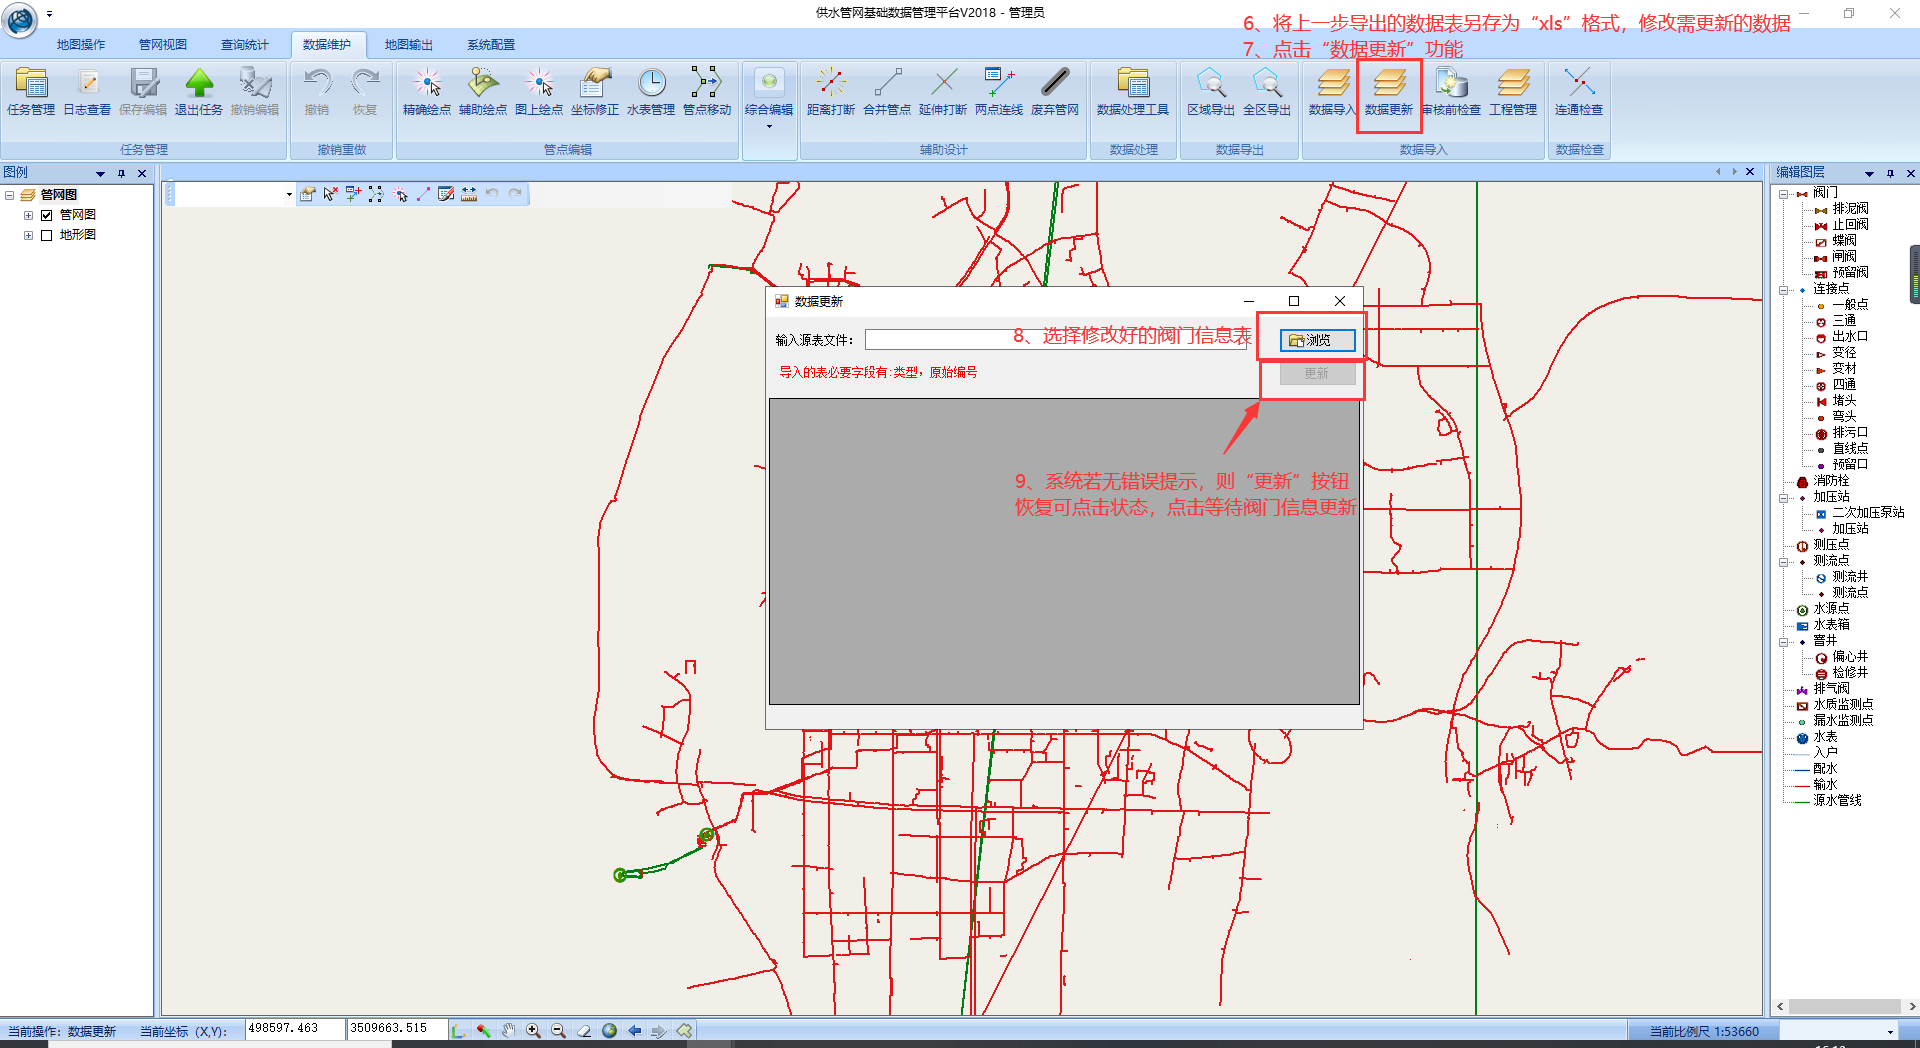 供水管网基础数据管理平台V2018 - 管理员
6、将上一步导出的数据表另存为“xls”格式，修改需更新的数据
7、点击“数据更新”功能
地图操作 管网视图 查询统计 数据维护 地图输出 系统配置
任务管理 日志查看 保存编辑 退出任务 撤销编辑 撤销 恢复 精确绘点 辅助绘点 图上绘点 坐标修正 水表管理 管点移动 综合编辑 距离打断 合并管点 延伸打断 两点连线 废弃管网 数据处理工具 区域导出 全区导出 数据导入 数据更新 审核前检查 工程管理 连通检查
任务管理 撤销重做 管点编辑 辅助设计 数据处理 数据导出 数据导入 数据检查
图例
管网图
管网图
地形图
数据更新
输入源表文件：
8、选择修改好的阀门信息表
浏览
导入的表必要字段有:类型，原始编号
更新
9、系统若无错误提示，则“更新”按钮
恢复可点击状态，点击等待阀门信息更新
编辑图层
阀门
排泥阀
止回阀
蝶阀
闸阀
预留阀
连接点
一般点
三通
出水口
变径
变材
四通
堵头
弯头
排污口
直线点
预留口
消防栓
加压站
二次加压泵站
加压站
测压点
测流点
测流井
测流点
水源点
水表箱
窨井
偏心井
检修井
排气阀
水质监测点
漏水监测点
水表
入户
配水
输水
源水管线
当前操作：数据更新 当前坐标 (X,Y): 498597.463 3509663.515 当前比例尺 1:53660